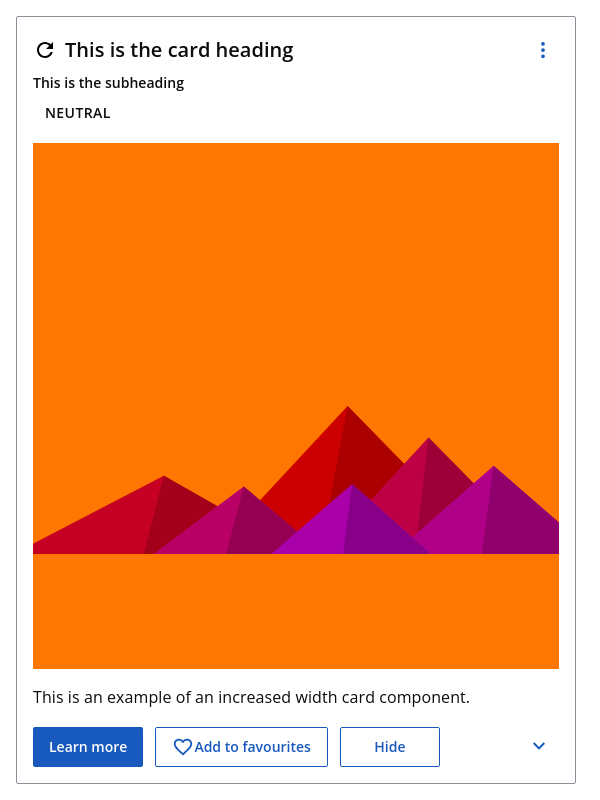 This is the card heading
This is the subheading
NEUTRAL
This is an example of an increased width card component.
Learn more
Add to favourites
Hide